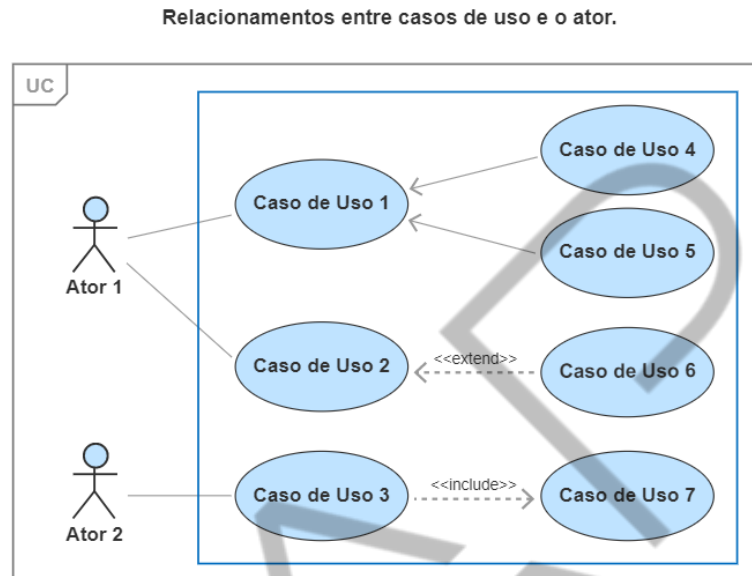 Relacionamentos entre casos de uso e o ator.
UC
Caso de Uso 4
Caso de Uso 1
Caso de Uso 5
Ator 1
Caso de Uso 2
<<extend>>
Caso de Uso 6
Caso de Uso 3
<<include>>
Caso de Uso 7
Ator 2